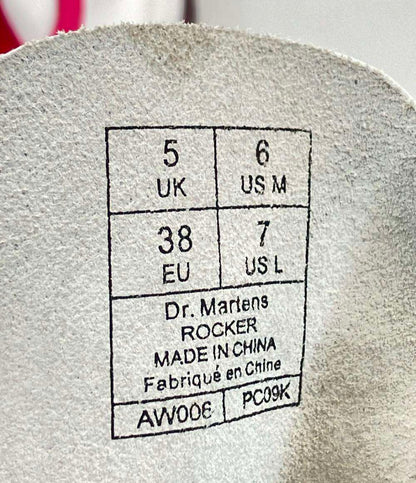 5 6
UK US M
38 7
EU US L
Dr. Martens
ROCKER
MADE IN CHINA
Fabriqué en Chine
AW006 PC09K